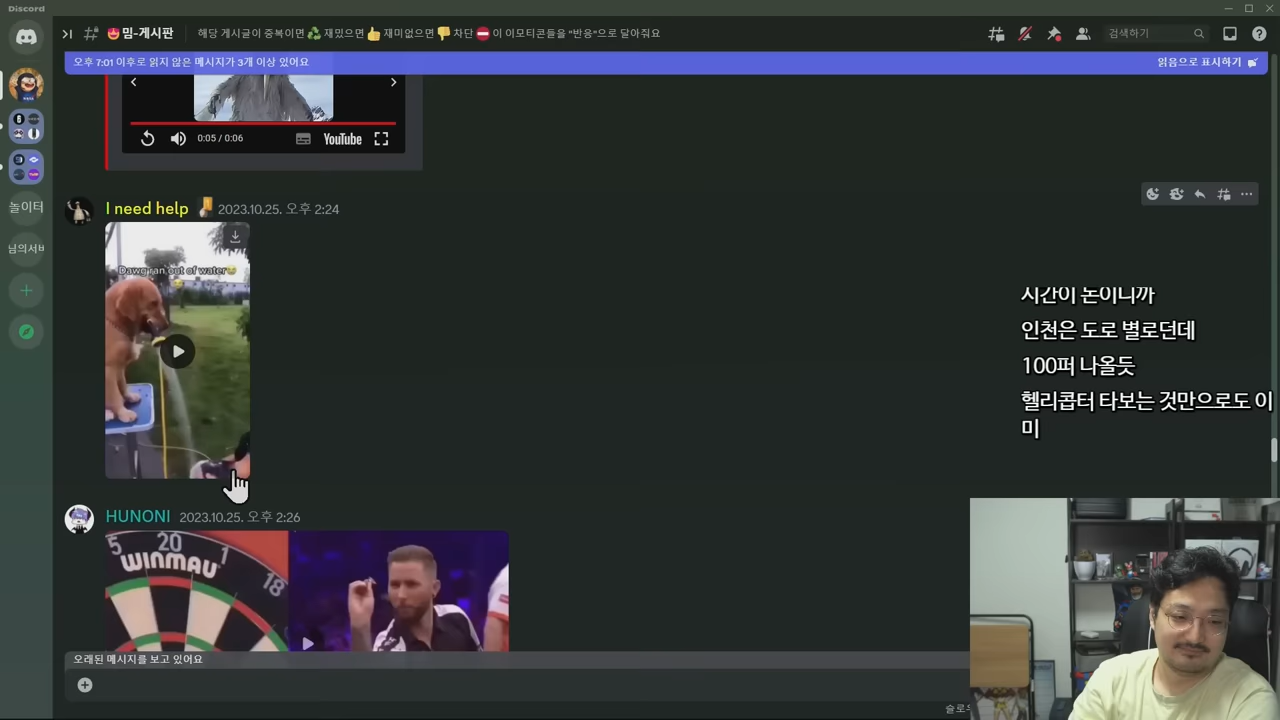 Discord
밈-게시판
해당 게시글이 중복이면 ♻️ 재밌으면 👍 재미없으면 👎 차단 ⛔ 이 이모티콘들을 "반응"으로 달아줘요
검색하기
오후 7:01 이후로 읽지 않은 메시지가 3개 이상 있어요
읽음으로 표시하기
0:05 / 0:06
YouTube
놀이터
님의서버
I need help
2023.10.25. 오후 2:24
Dawg ran out of water
시간이 돈이니까
인천은 도로 별로던데
100퍼 나올듯
헬리콥터 타보는 것만으로도 이
미
HUNONI
2023.10.25. 오후 2:26
5 20 1 18
WINMAU
오래된 메시지를 보고 있어요